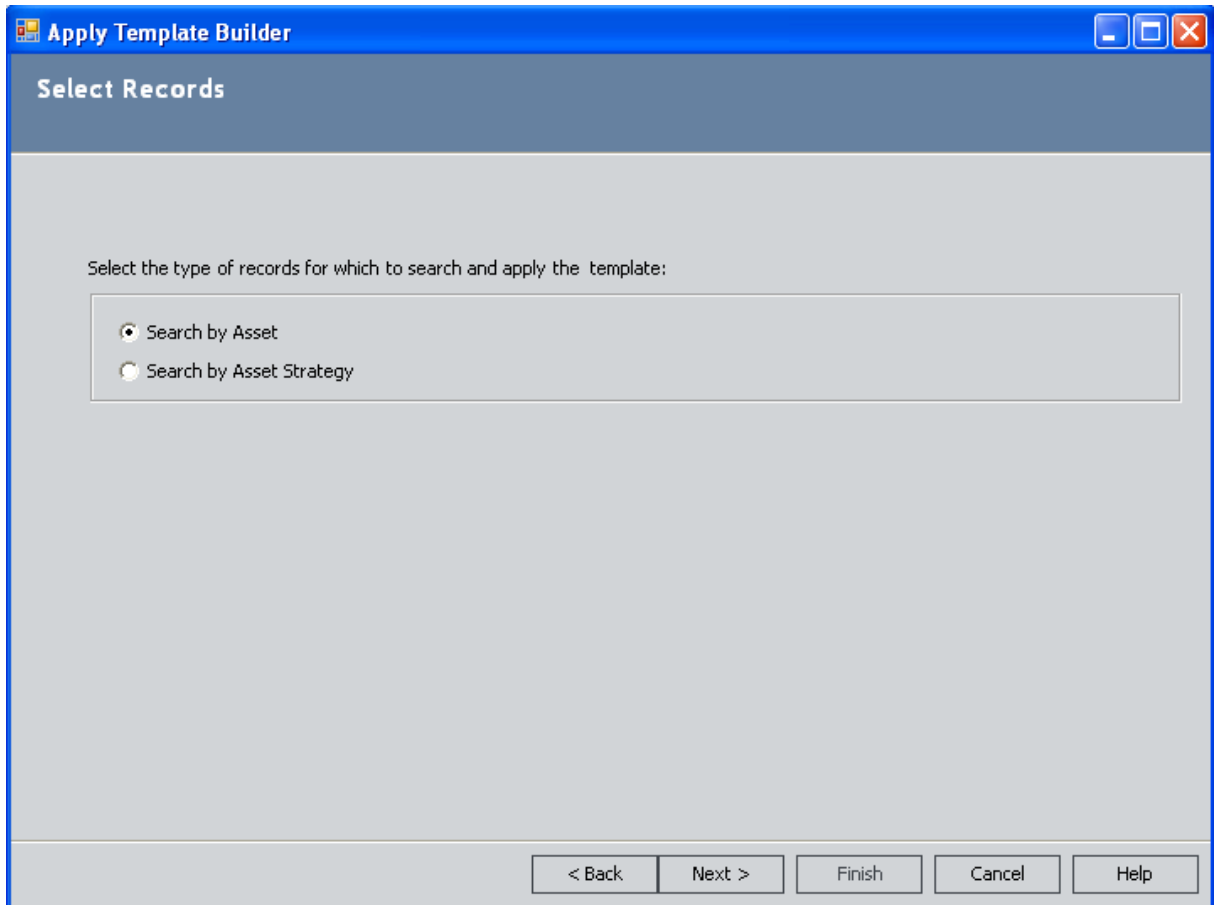 Apply Template Builder
Select Records
Select the type of records for which to search and apply the template:
Search by Asset
Search by Asset Strategy
< Back Next > Finish Cancel Help